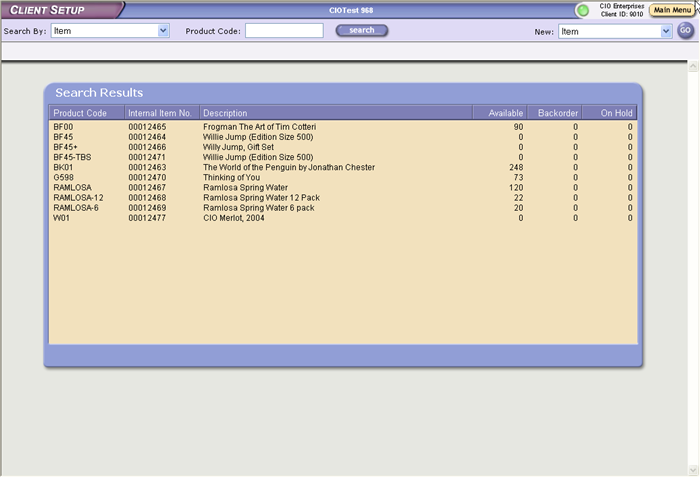 CLIENT SETUP CIOTest 968 CIO Enterprises Client ID: 9010 Main Menu
Search By: Item Product Code: search New: Item GO
Search Results
Product Code Internal Item No. Description Available Backorder On Hold
BF00 00012465 Frogman The Art of Tim Cotteri 90 0 0
BF45 00012464 Willie Jump (Edition Size 500) 0 0 0
BF45+ 00012466 Willy Jump, Gift Set 0 0 0
BF45-TBS 00012471 Willie Jump (Edition Size 500) 0 0 0
BK01 00012463 The World of the Penguin by Jonathan Chester 248 0 0
G598 00012470 Thinking of You 73 0 0
RAMLOSA 00012467 Ramlosa Spring Water 120 0 0
RAMLOSA-12 00012468 Ramlosa Spring Water 12 Pack 22 0 0
RAMLOSA-6 00012469 Ramlosa Spring Water 6 pack 20 0 0
W01 00012477 CIO Merlot, 2004 0 0 0